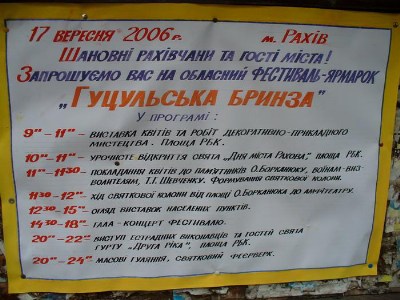 17 ВЕРЕСНЯ 2006 Р. м. РАХІВ
ШАНОВНІ РАХІВЧАНИ ТА ГОСТІ МІСТА!
ЗАПРОШУЄМО ВАС НА ОБЛАСНИЙ ФЕСТИВАЛЬ-ЯРМАРОК
„ГУЦУЛЬСЬКА БРИНЗА"
У ПРОГРАМІ:
9⁰⁰ - 11⁰⁰ - ВИСТАВКА КВІТІВ ТА РОБІТ ДЕКОРАТИВНО-ПРИКЛАДНОГО
МИСТЕЦТВА. ПЛОЩА РБК.
10⁰⁰ - 11⁰⁰ - УРОЧИСТЕ ВІДКРИТТЯ СВЯТА „ДНЯ МІСТА РАХОВА", ПЛОЩА РБК.
11⁰⁰ - 11³⁰ - ПОКЛАДАННЯ КВІТІВ ДО ПАМ'ЯТНИКІВ О.БОРКАНЮКУ, ВОЇНАМ-ВИЗ
ВОЛИТЕЛЯМ, Т.Г. ШЕВЧЕНКУ. ФОРМУВАННЯ СВЯТКОВОЇ КОЛОНИ.
11³⁰ - 12⁰⁰ - ХІД СВЯТКОВОЇ КОЛОНИ ВІД ПЛОЩІ О.БОРКАНЮКА ДО АМФІТЕАТРУ.
12³⁰ - 15⁰⁰ - ОГЛЯД ВИСТАВОК НАСЕЛЕНИХ ПУНКТІВ.
14³⁰ - 18⁰⁰ - ГАЛА - КОНЦЕРТ ФЕСТИВАЛЮ.
20⁰⁰ - 22⁰⁰ - ВИСТУП ЕСТРАДНИХ ВИКОНАВЦІВ ТА ГОСТЕЙ СВЯТА
ГУРТУ „ДРУГА РІКА", ПЛОЩА РБК.
20⁰⁰ - 24⁰⁰ - МАСОВІ ГУЛЯННЯ, СВЯТКОВИЙ ФЕЄРВЕРК.